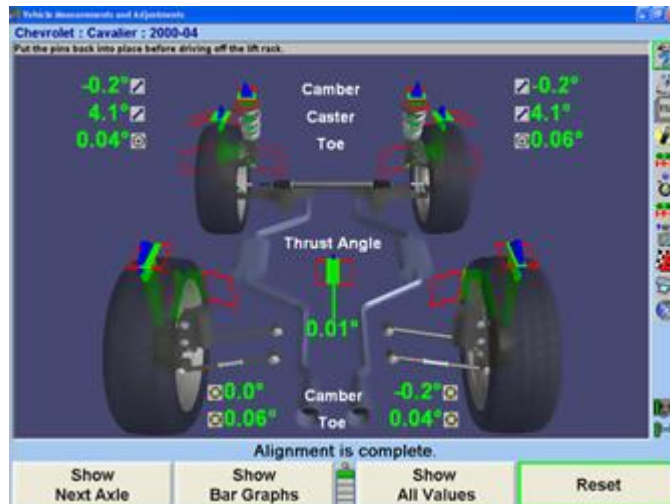 Vehicle Measurements and Adjustments
Chevrolet : Cavalier : 2000-04
Put the pins back into place before driving off the lift rack.
-0.2° Camber -0.2°
4.1° Caster 4.1°
0.04° Toe 0.06°
Thrust Angle
0.01°
0.0° Camber -0.2°
0.06° Toe 0.04°
Alignment is complete.
Show Next Axle
Show Bar Graphs
Show All Values
Reset